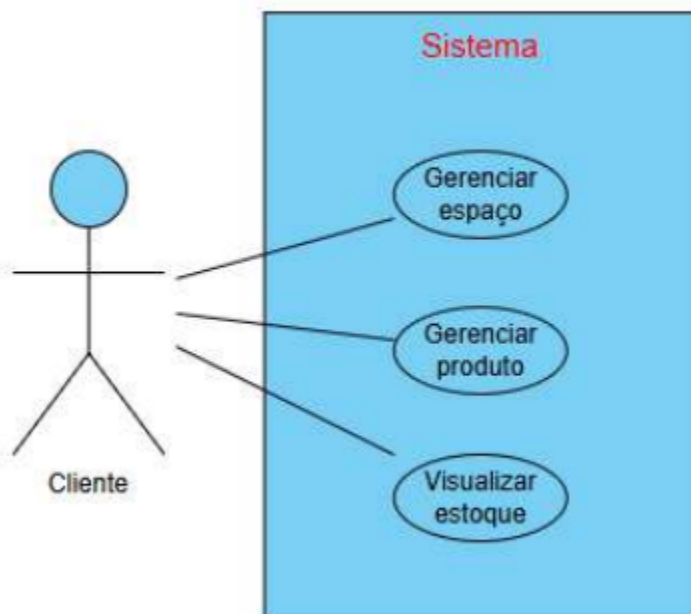 Sistema
Gerenciar
espaço
Gerenciar
produto
Visualizar
estoque
Cliente